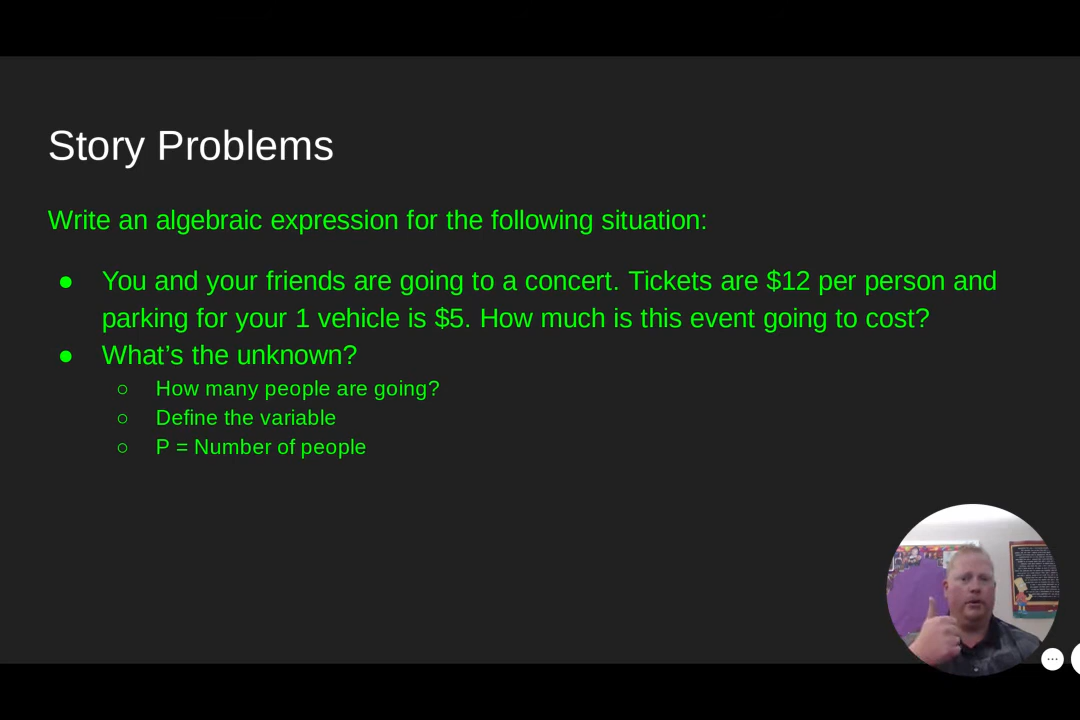 Story Problems
Write an algebraic expression for the following situation:
● You and your friends are going to a concert. Tickets are $12 per person and
parking for your 1 vehicle is $5. How much is this event going to cost?
● What’s the unknown?
○ How many people are going?
○ Define the variable
○ P = Number of people